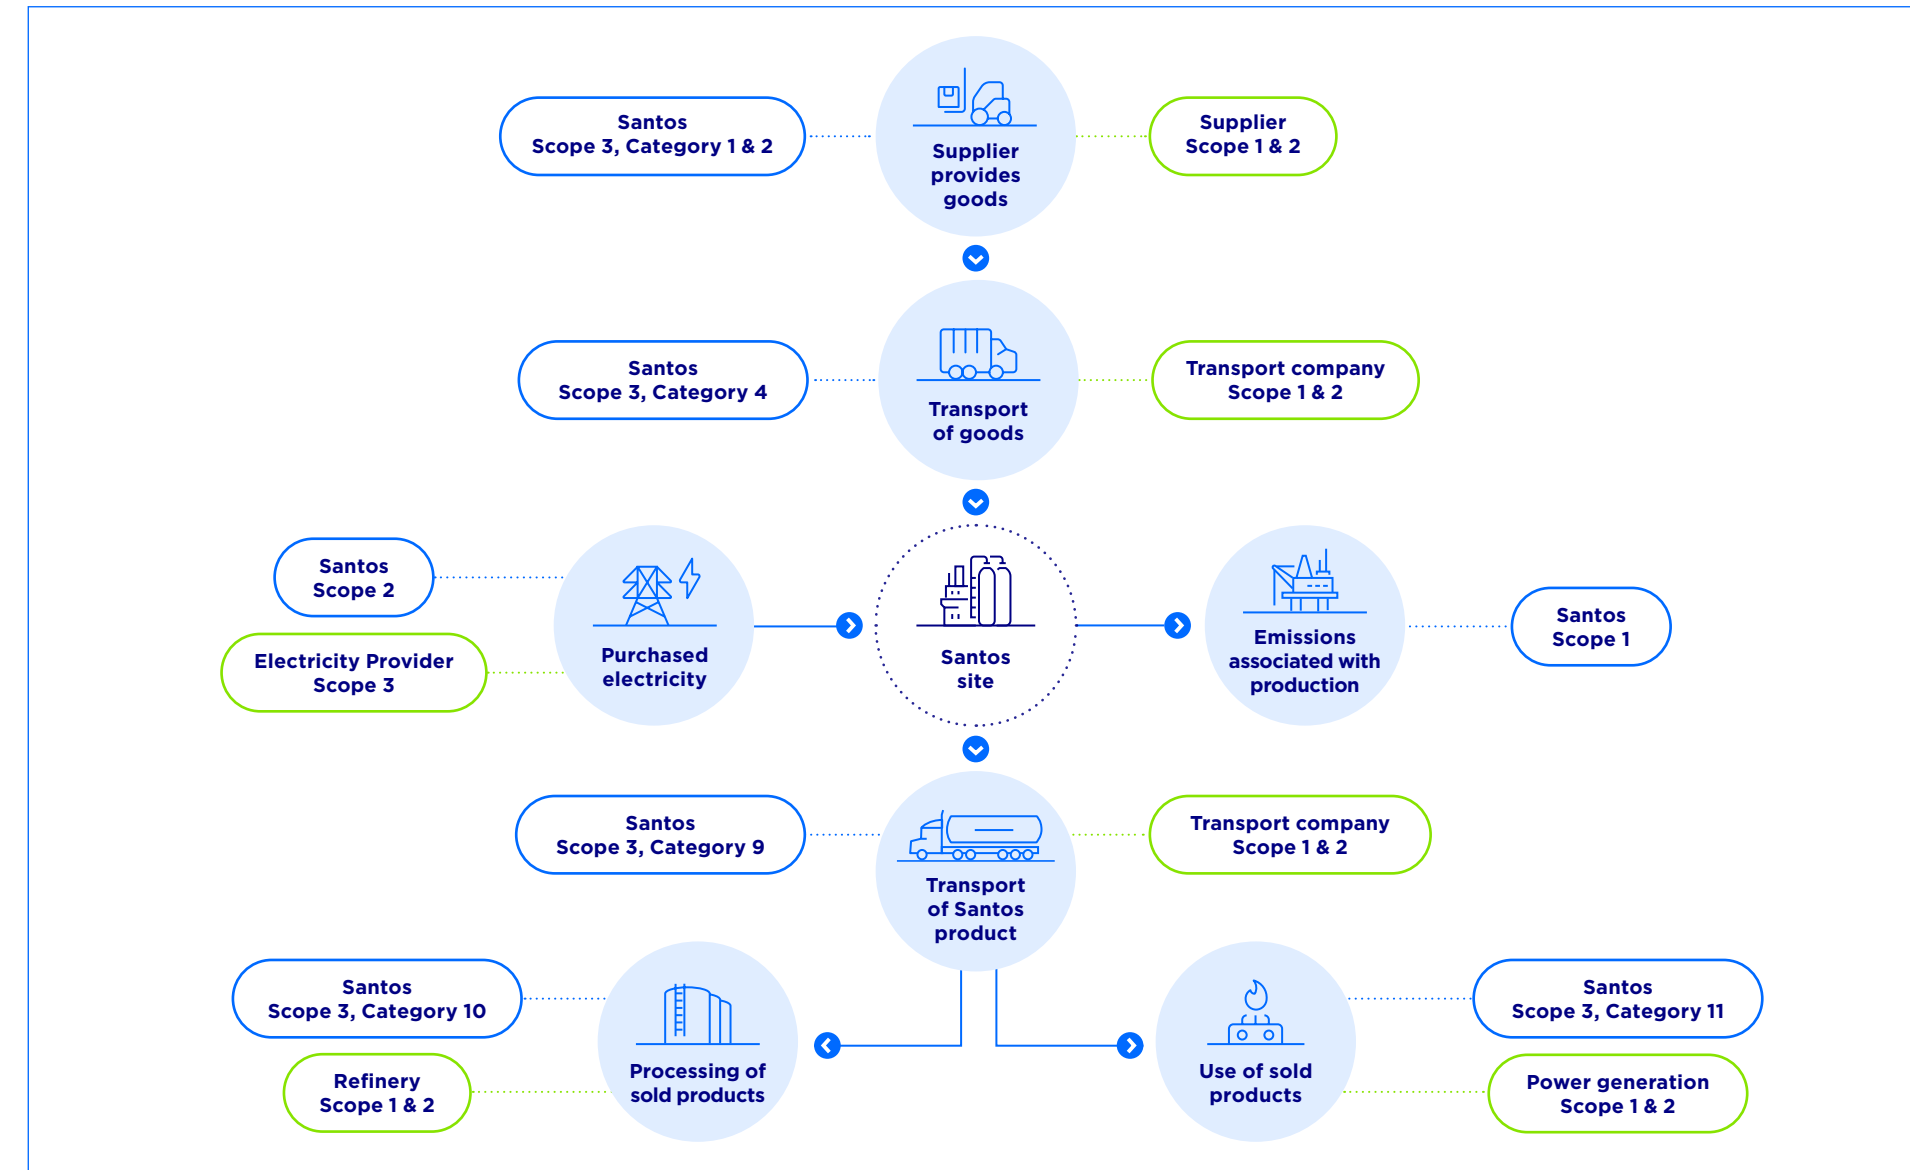 Santos
Scope 3, Category 1 & 2
Supplier
provides
goods
Supplier
Scope 1 & 2
Santos
Scope 3, Category 4
Transport
of goods
Transport company
Scope 1 & 2
Santos
Scope 2
Electricity Provider
Scope 3
Purchased
electricity
Santos
site
Emissions
associated with
production
Santos
Scope 1
Santos
Scope 3, Category 9
Transport
of Santos
product
Transport company
Scope 1 & 2
Santos
Scope 3, Category 10
Refinery
Scope 1 & 2
Processing of
sold products
Use of sold
products
Santos
Scope 3, Category 11
Power generation
Scope 1 & 2